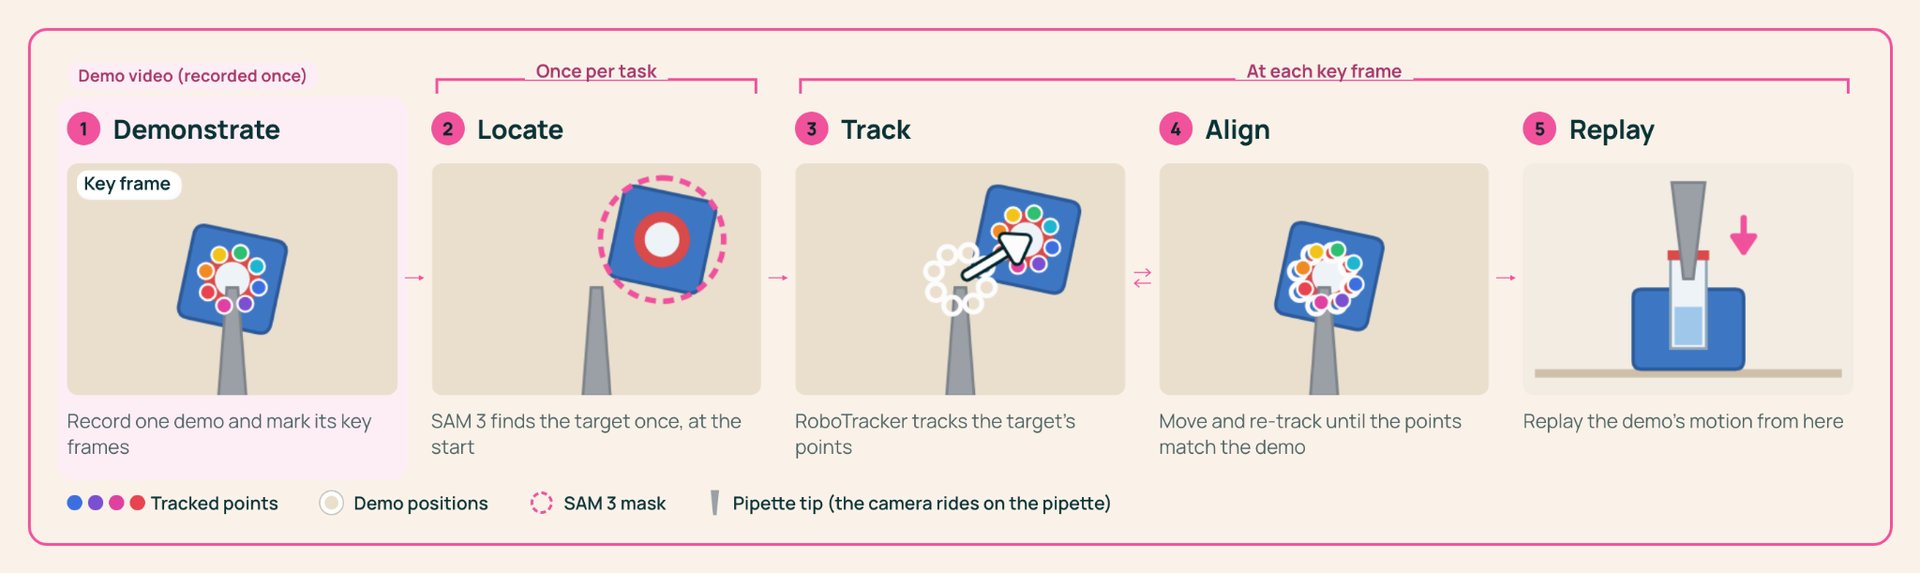 Demo video (recorded once)
Once per task
At each key frame
1 Demonstrate
2 Locate
3 Track
4 Align
5 Replay
Key frame
Record one demo and mark its key
frames
SAM 3 finds the target once, at the
start
RoboTracker tracks the target's
points
Move and re-track until the points
match the demo
Replay the demo's motion from here
Tracked points
Demo positions
SAM 3 mask
Pipette tip (the camera rides on the pipette)